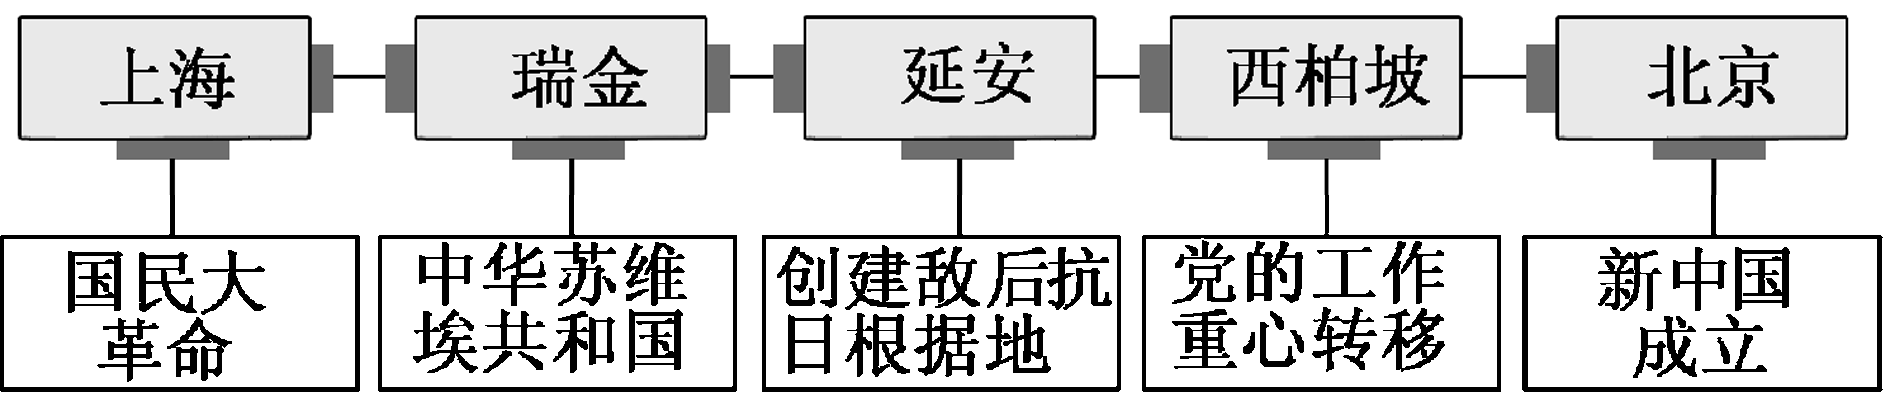 上海
瑞金
延安
西柏坡
北京
国民大
革命
中华苏维
埃共和国
创建敌后抗
日根据地
党的工作
重心转移
新中国
成立